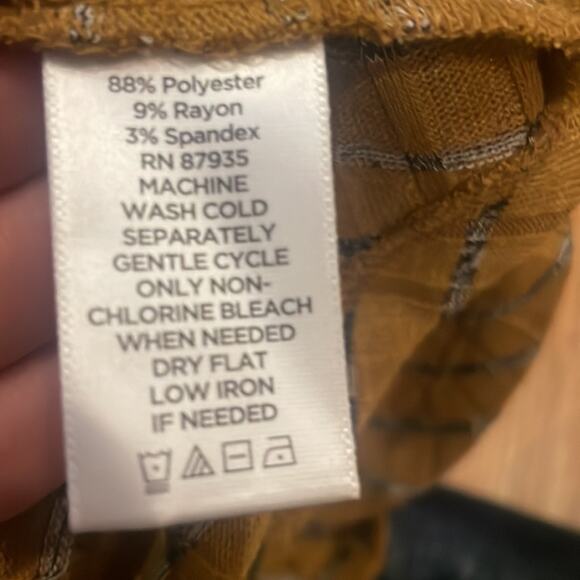 88% Polyester
9% Rayon
3% Spandex
RN 87935
MACHINE
WASH COLD
SEPARATELY
GENTLE CYCLE
ONLY NON-
CHLORINE BLEACH
WHEN NEEDED
DRY FLAT
LOW IRON
IF NEEDED